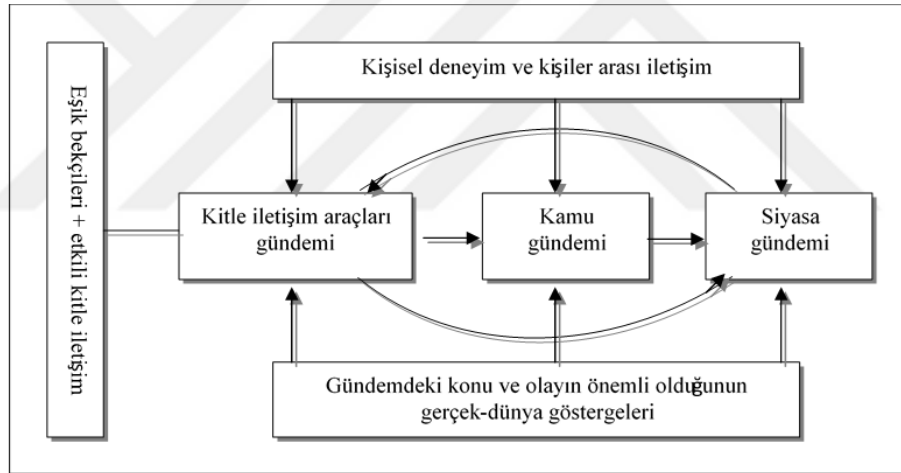 Eşik bekçileri + etkili kitle iletişim
Kişisel deneyim ve kişiler arası iletişim
Kitle iletişim araçları
gündemi
Kamu
gündemi
Siyasa
gündemi
Gündemdeki konu ve olayın önemli olduğunun
gerçek-dünya göstergeleri